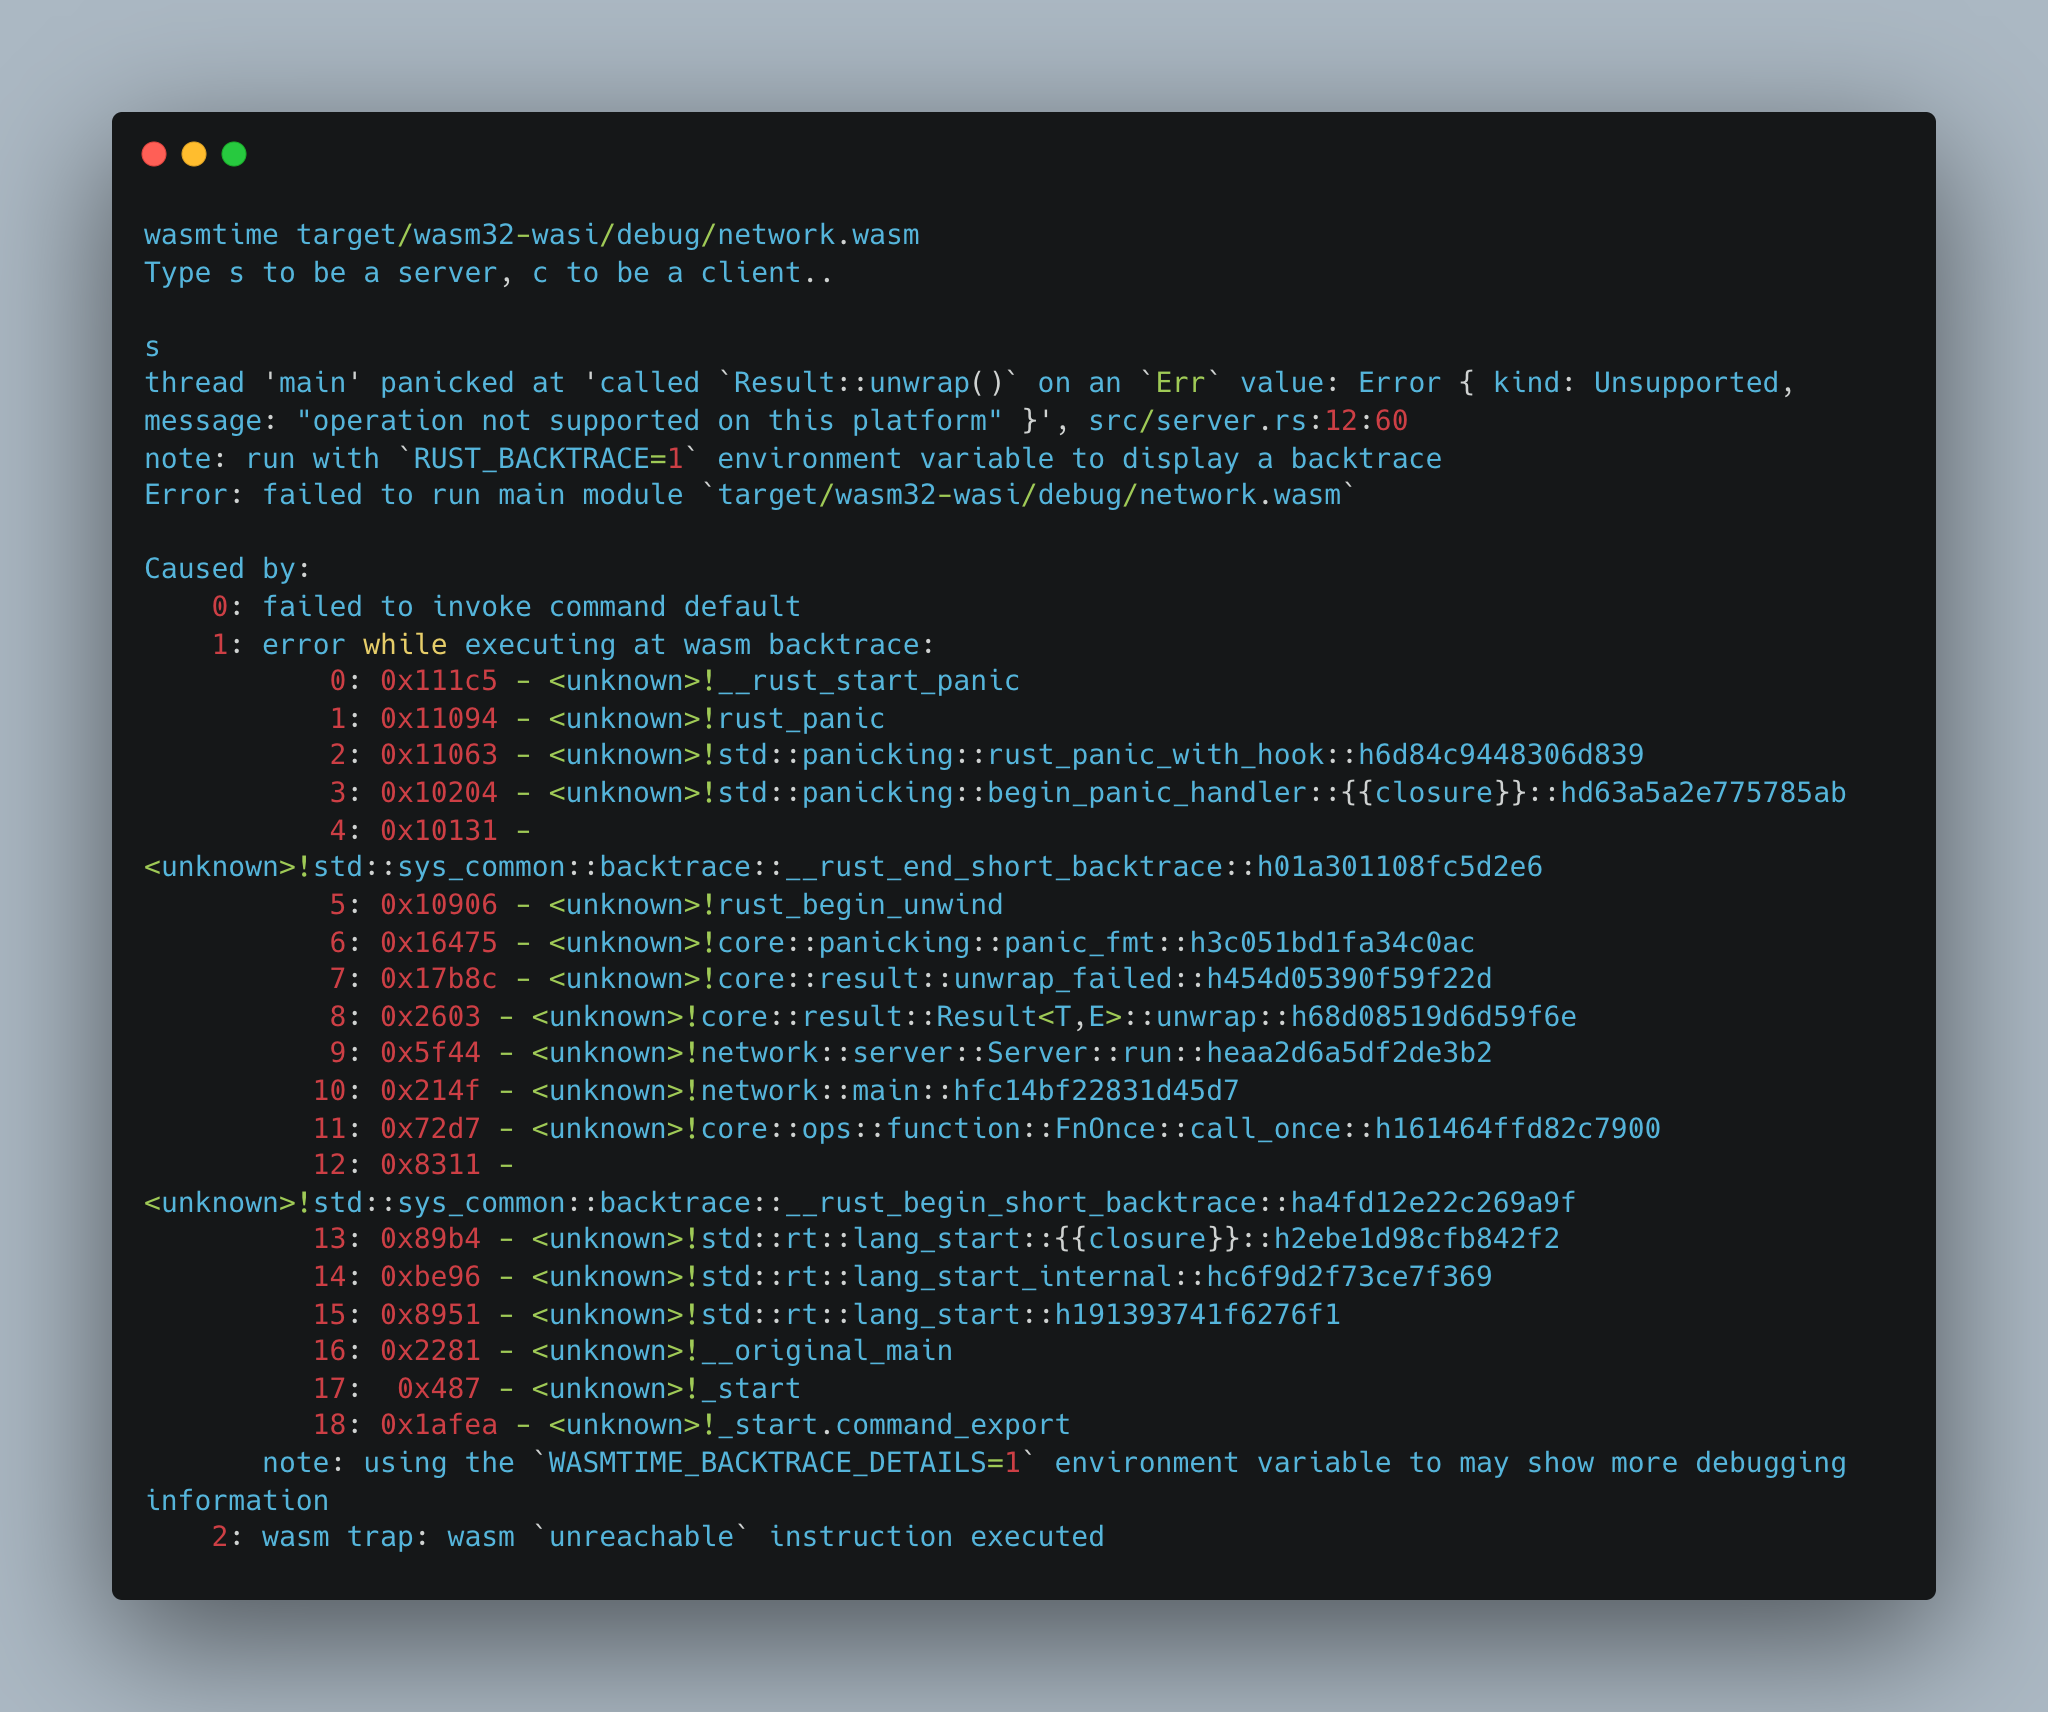 wasmtime target/wasm32-wasi/debug/network.wasm
Type s to be a server, c to be a client..
s
thread 'main' panicked at 'called `Result::unwrap()` on an `Err` value: Error { kind: Unsupported,
message: "operation not supported on this platform" }', src/server.rs:12:60
note: run with `RUST_BACKTRACE=1` environment variable to display a backtrace
Error: failed to run main module `target/wasm32-wasi/debug/network.wasm`
Caused by:
    0: failed to invoke command default
    1: error while executing at wasm backtrace:
           0: 0x111c5 - <unknown>!__rust_start_panic
           1: 0x11094 - <unknown>!rust_panic
           2: 0x11063 - <unknown>!std::panicking::rust_panic_with_hook::h6d84c9448306d839
           3: 0x10204 - <unknown>!std::panicking::begin_panic_handler::{{closure}}::hd63a5a2e775785ab
           4: 0x10131 -
<unknown>!std::sys_common::backtrace::__rust_end_short_backtrace::h01a301108fc5d2e6
           5: 0x10906 - <unknown>!rust_begin_unwind
           6: 0x16475 - <unknown>!core::panicking::panic_fmt::h3c051bd1fa34c0ac
           7: 0x17b8c - <unknown>!core::result::unwrap_failed::h454d05390f59f22d
           8: 0x2603 - <unknown>!core::result::Result<T,E>::unwrap::h68d08519d6d59f6e
           9: 0x5f44 - <unknown>!network::server::Server::run::heaa2d6a5df2de3b2
          10: 0x214f - <unknown>!network::main::hfc14bf22831d45d7
          11: 0x72d7 - <unknown>!core::ops::function::FnOnce::call_once::h161464ffd82c7900
          12: 0x8311 -
<unknown>!std::sys_common::backtrace::__rust_begin_short_backtrace::ha4fd12e22c269a9f
          13: 0x89b4 - <unknown>!std::rt::lang_start::{{closure}}::h2ebe1d98cfb842f2
          14: 0xbe96 - <unknown>!std::rt::lang_start_internal::hc6f9d2f73ce7f369
          15: 0x8951 - <unknown>!std::rt::lang_start::h191393741f6276f1
          16: 0x2281 - <unknown>!__original_main
          17:  0x487 - <unknown>!_start
          18: 0x1afea - <unknown>!_start.command_export
       note: using the `WASMTIME_BACKTRACE_DETAILS=1` environment variable to may show more debugging
information
    2: wasm trap: wasm `unreachable` instruction executed